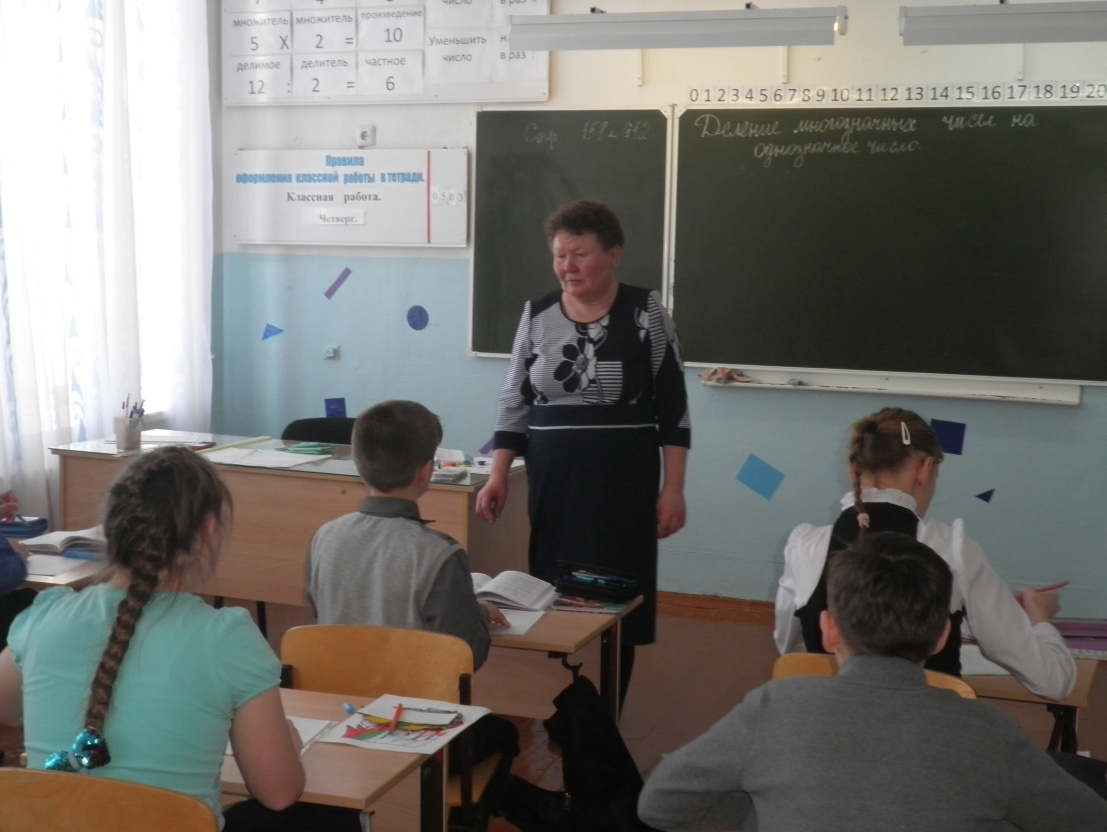 число
множитель множитель произведение
5 X 2 = 10
Уменьшить
число
в раз :
делимое делитель частное
12 : 2 = 6
0 1 2 3 4 5 6 7 8 9 10 11 12 13 14 15 16 17 18 19 20
Деление многозначных чисел на
однозначное число.
Правила
оформления классной работы в тетради.
Классная работа.
Четверг.